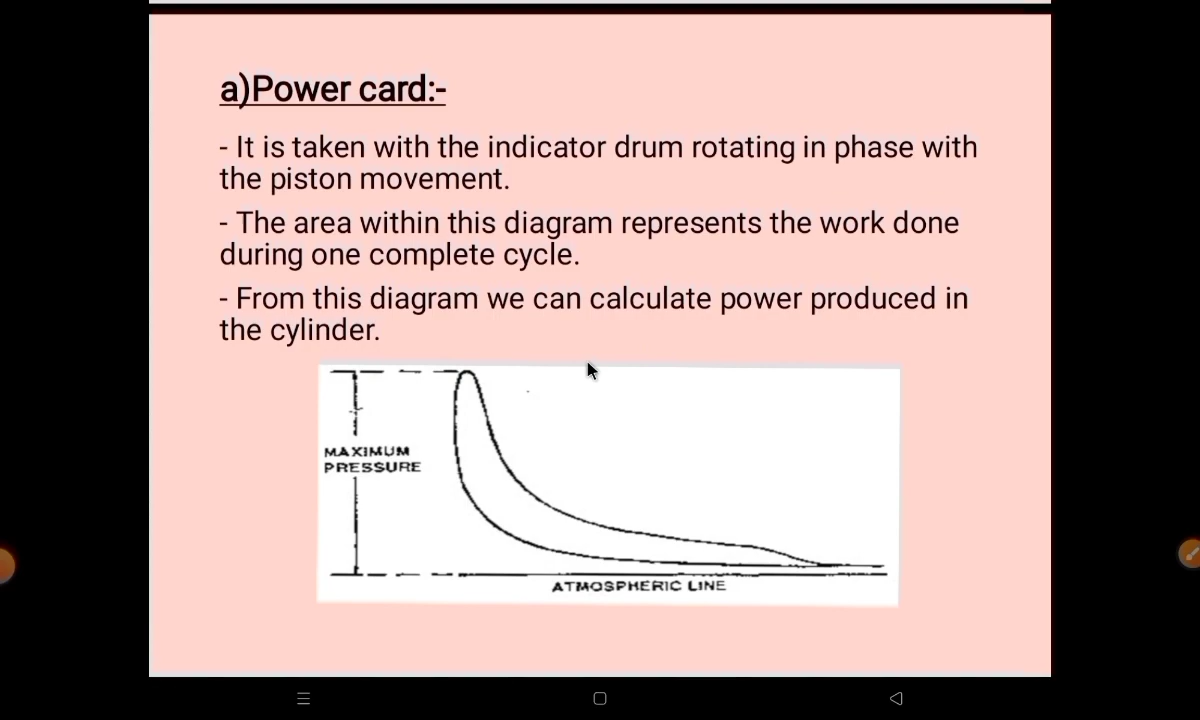 a)Power card:-
- It is taken with the indicator drum rotating in phase with
the piston movement.
- The area within this diagram represents the work done
during one complete cycle.
- From this diagram we can calculate power produced in
the cylinder.
MAXIMUM
PRESSURE
ATMOSPHERIC LINE